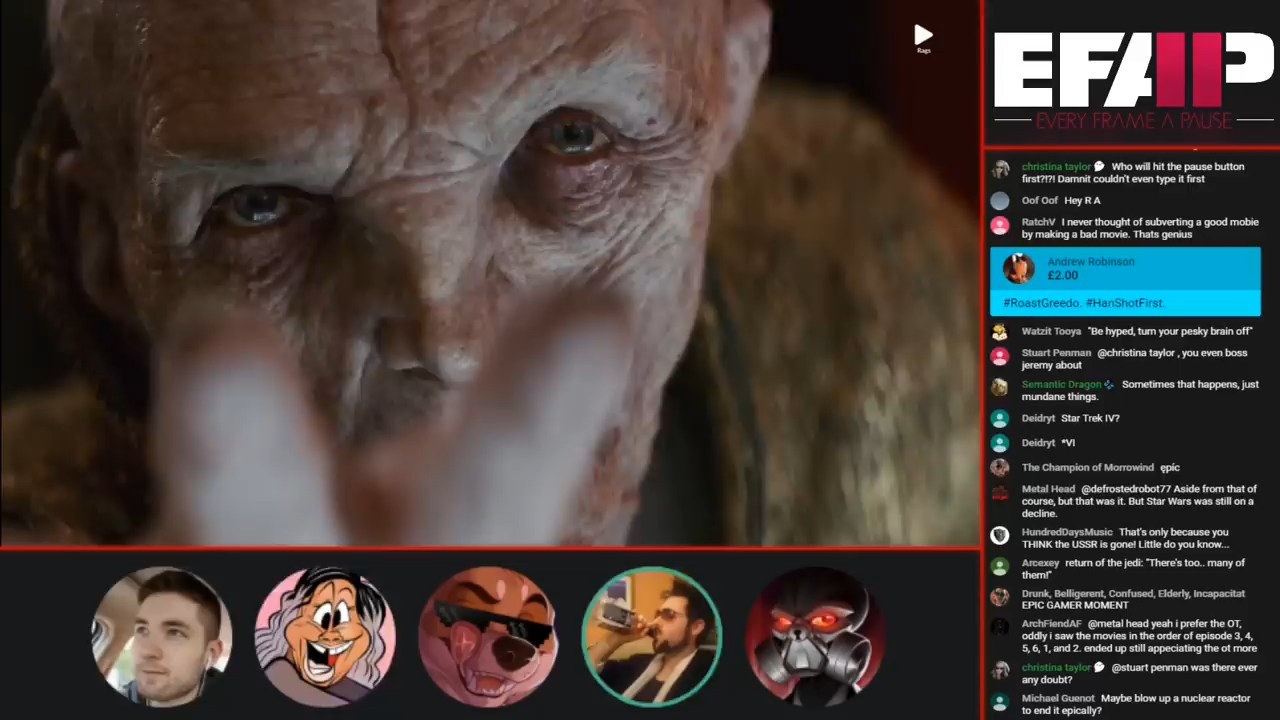 Rags
EFAP
EVERY FRAME A PAUSE
christina taylor Who will hit the pause button
first?!?! Damnit couldn't even type it first
Oof Oof Hey R A
RatchV I never thought of subverting a good mobie
by making a bad movie. Thats genius
Andrew Robinson
£2.00
#RoastGreedo. #HanShotFirst.
Watzit Tooya "Be hyped, turn your pesky brain off"
Stuart Penman @christina taylor , you even boss
jeremy about
Semantic Dragon Sometimes that happens, just
mundane things.
Deidryt Star Trek IV?
Deidryt *VI
The Champion of Morrowind ępíc
Metal Head @defrostedrobot77 Aside from that of
course, but that was it. But Star Wars was still on a
decline.
HundredDaysMusic That's only because you
THINK the USSR is gone! Little do you know...
Arcexey return of the jedi: "There's too.. many of
them!"
Drunk, Belligerent, Confused, Elderly, Incapacitat
EPIC GAMER MOMENT
ArchFiendAF @metal head yeah i prefer the OT,
oddly i saw the movies in the order of episode 3, 4,
5, 6, 1, and 2. ended up still appeciating the ot more
christina taylor @stuart penman was there ever
any doubt?
Michael Guenot Maybe blow up a nuclear reactor
to end it epically?